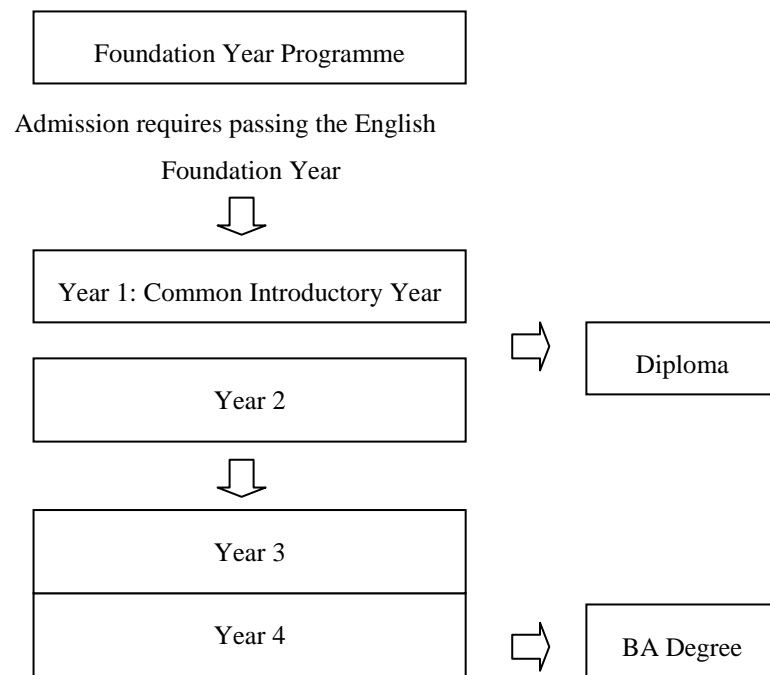 Foundation Year Programme
Admission requires passing the English
Foundation Year
Year 1: Common Introductory Year
Diploma
Year 2
Year 3
Year 4
BA Degree